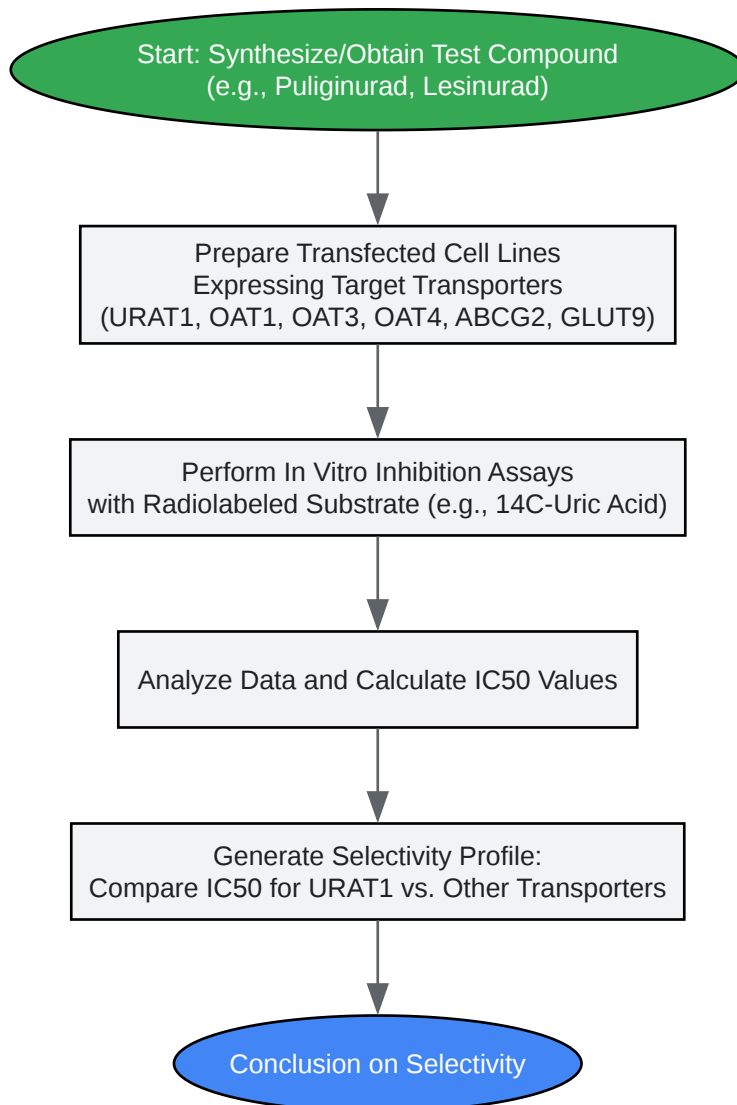 Start: Synthesize/Obtain Test Compound
(e.g., Puliginurad, Lesinurad)
Prepare Transfected Cell Lines
Expressing Target Transporters
(URAT1, OAT1, OAT3, OAT4, ABCG2, GLUT9)
Perform In Vitro Inhibition Assays
with Radiolabeled Substrate (e.g., 14C-Uric Acid)
Analyze Data and Calculate IC50 Values
Generate Selectivity Profile:
Compare IC50 for URAT1 vs. Other Transporters
Conclusion on Selectivity